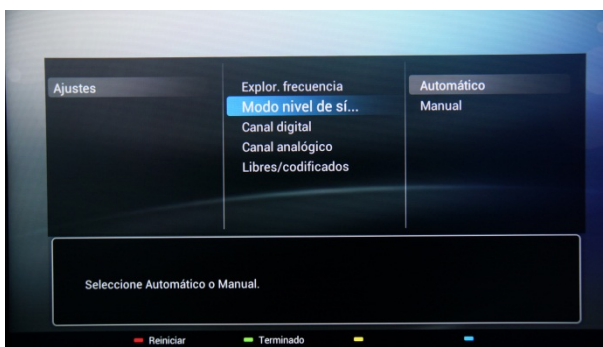 Ajustes
Explor. frecuencia
Modo nivel de sí...
Canal digital
Canal analógico
Libres/codificados
Automático
Manual
Seleccione Automático o Manual.
Reiniciar
Terminado